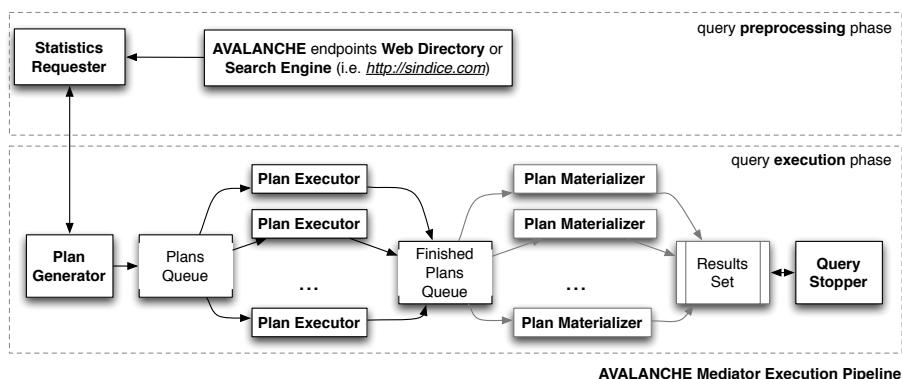 query preprocessing phase
Statistics
Requester
AVALANCHE endpoints Web Directory or
Search Engine (i.e. http://sindice.com)
query execution phase
Plan Executor
Plan Materializer
Plan Executor
Plan Materializer
Plan
Generator
Plans
Queue
Finished
Plans
Queue
Results
Set
Query
Stopper
...
...
Plan Executor
Plan Materializer
AVALANCHE Mediator Execution Pipeline